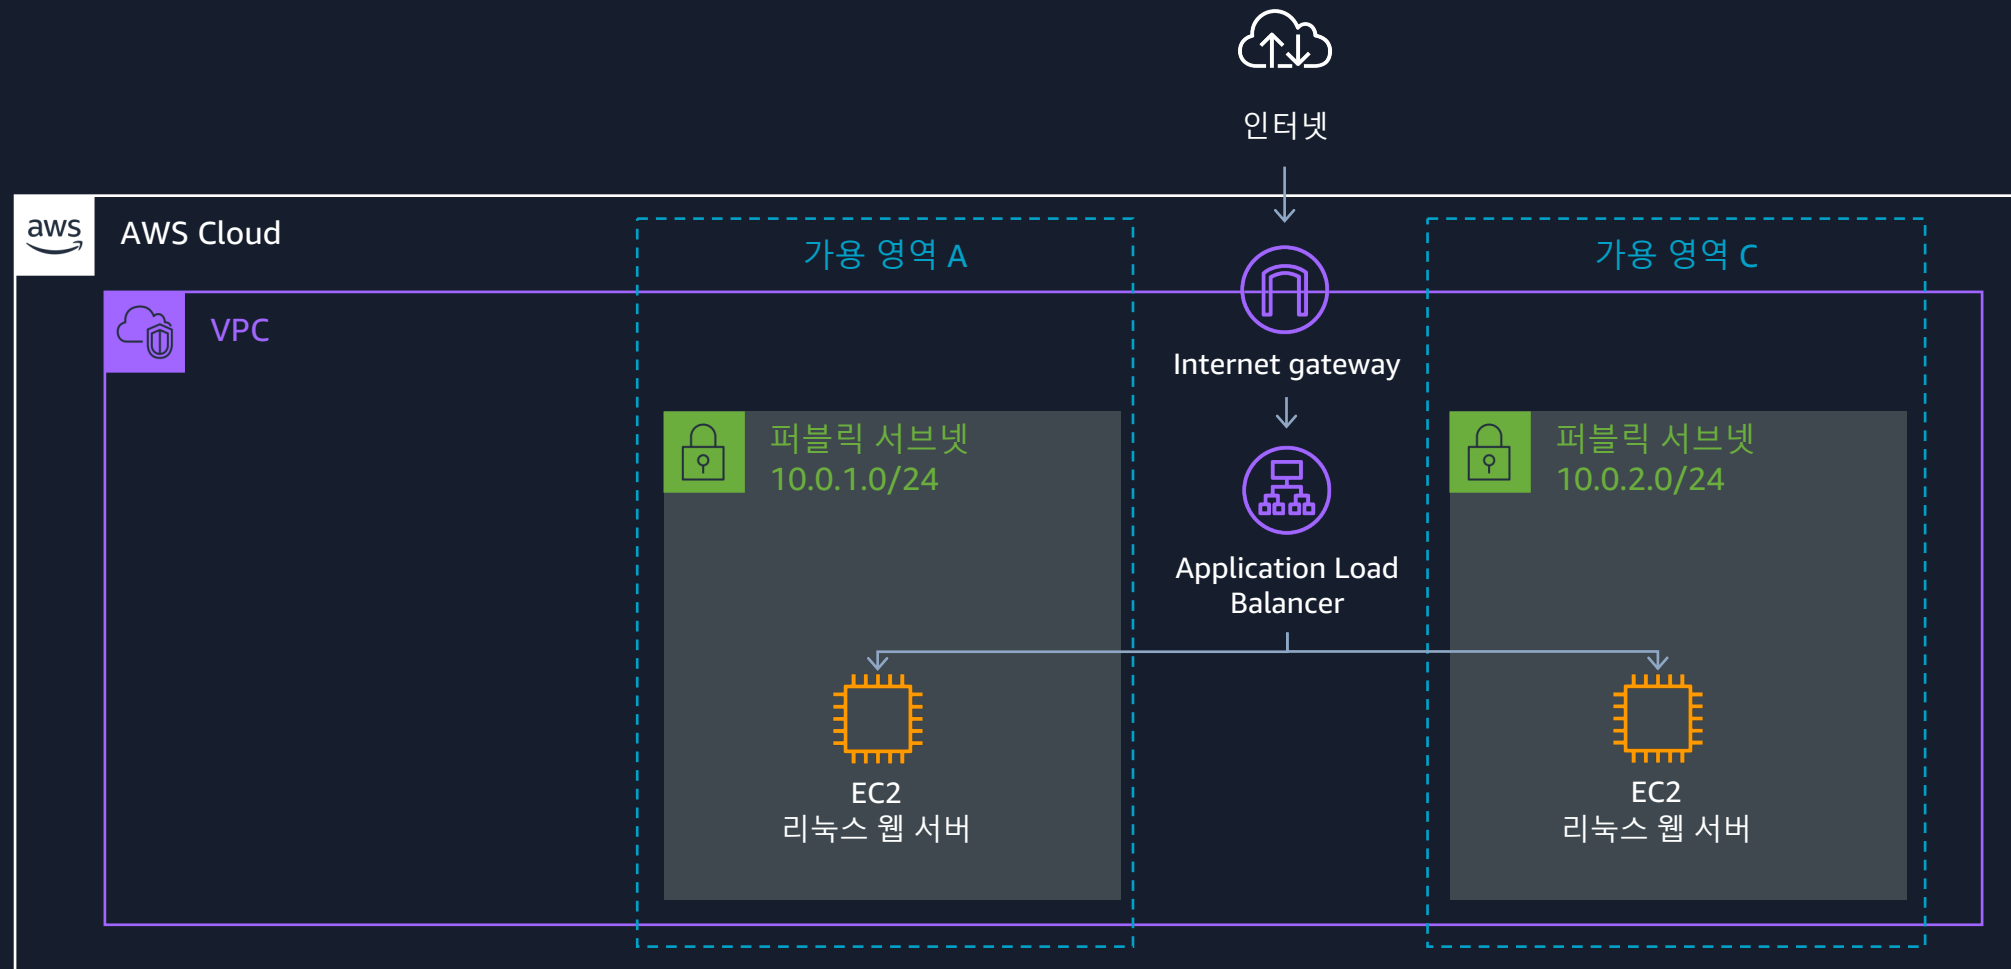 인터넷
aws
AWS Cloud
가용 영역 A
가용 영역 C
VPC
Internet gateway
퍼블릭 서브넷
10.0.1.0/24
퍼블릭 서브넷
10.0.2.0/24
Application Load
Balancer
EC2
리눅스 웹 서버
EC2
리눅스 웹 서버